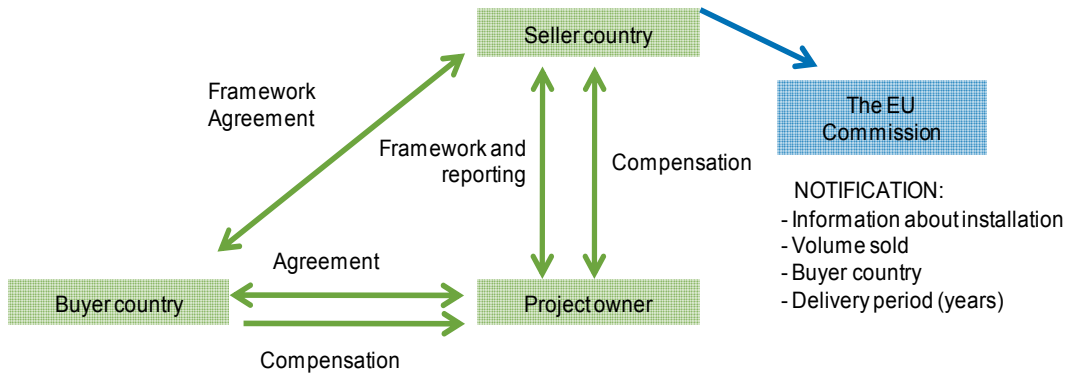 Seller country
The EU
Commission
Framework
Agreement
Framework and
reporting
Compensation
NOTIFICATION:
- Information about installation
- Volume sold
- Buyer country
- Delivery period (years)
Agreement
Buyer country
Project owner
Compensation